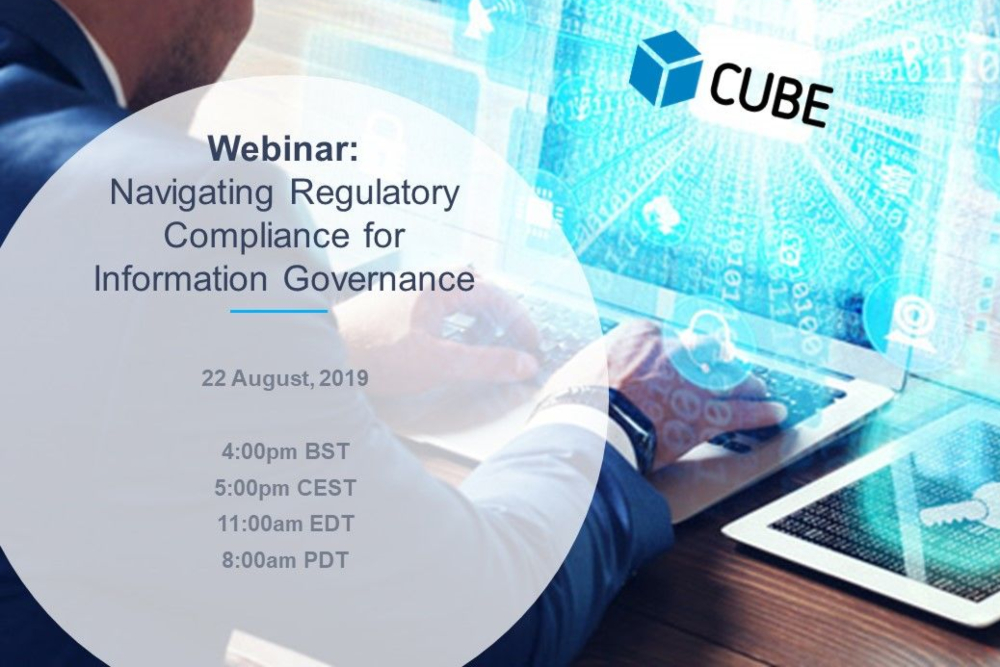 CUBE
Webinar:
Navigating Regulatory
Compliance for
Information Governance
22 August, 2019
4:00pm BST
5:00pm CEST
11:00am EDT
8:00am PDT